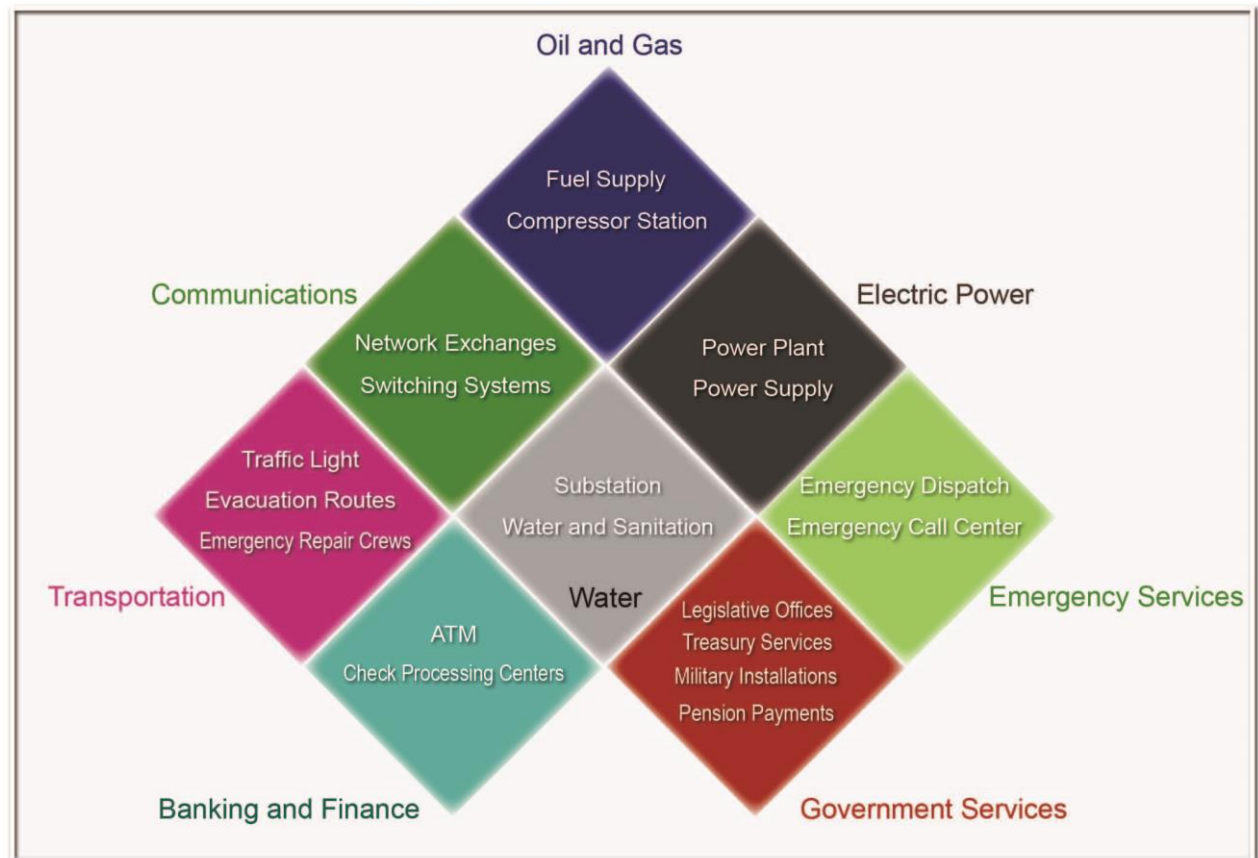 Oil and Gas
Fuel Supply
Compressor Station
Communications
Network Exchanges
Switching Systems
Electric Power
Power Plant
Power Supply
Traffic Light
Evacuation Routes
Emergency Repair Crews
Transportation
Substation
Water and Sanitation
Water
Emergency Dispatch
Emergency Call Center
Emergency Services
ATM
Check Processing Centers
Banking and Finance
Legislative Offices
Treasury Services
Military Installations
Pension Payments
Government Services